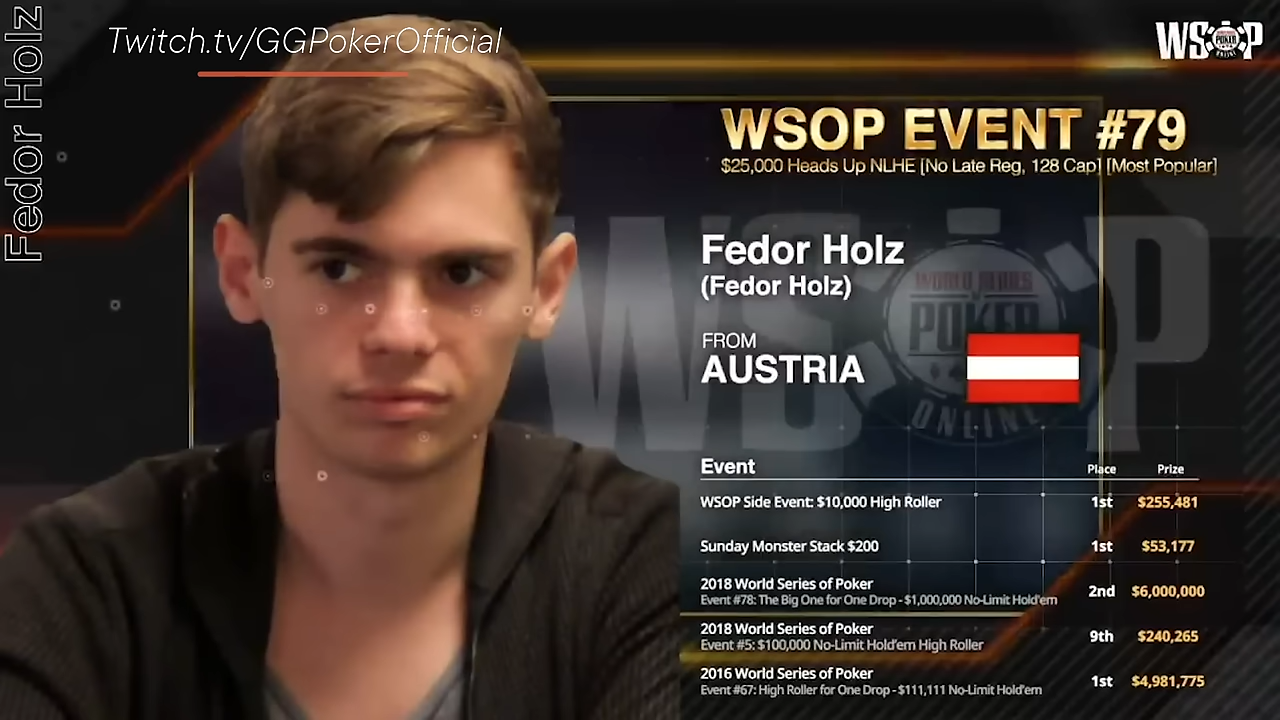 Fedor Holz
Twitch.tv/GGPokerOfficial
WSOP
WSOP EVENT #79
$25,000 Heads Up NLHE [No Late Reg, 128 Cap] [Most Popular]
Fedor Holz
(Fedor Holz)
FROM
AUSTRIA
WS P
WORLD SERIES
POKER
ONLINE
Event Place Prize
WSOP Side Event: $10,000 High Roller 1st $255,481
Sunday Monster Stack $200 1st $53,177
2018 World Series of Poker
Event #78: The Big One for One Drop - $1,000,000 No-Limit Hold'em 2nd $6,000,000
2018 World Series of Poker
Event #5: $100,000 No-Limit Hold'em High Roller 9th $240,265
2016 World Series of Poker
Event #67: High Roller for One Drop - $111,111 No-Limit Hold'em 1st $4,981,775